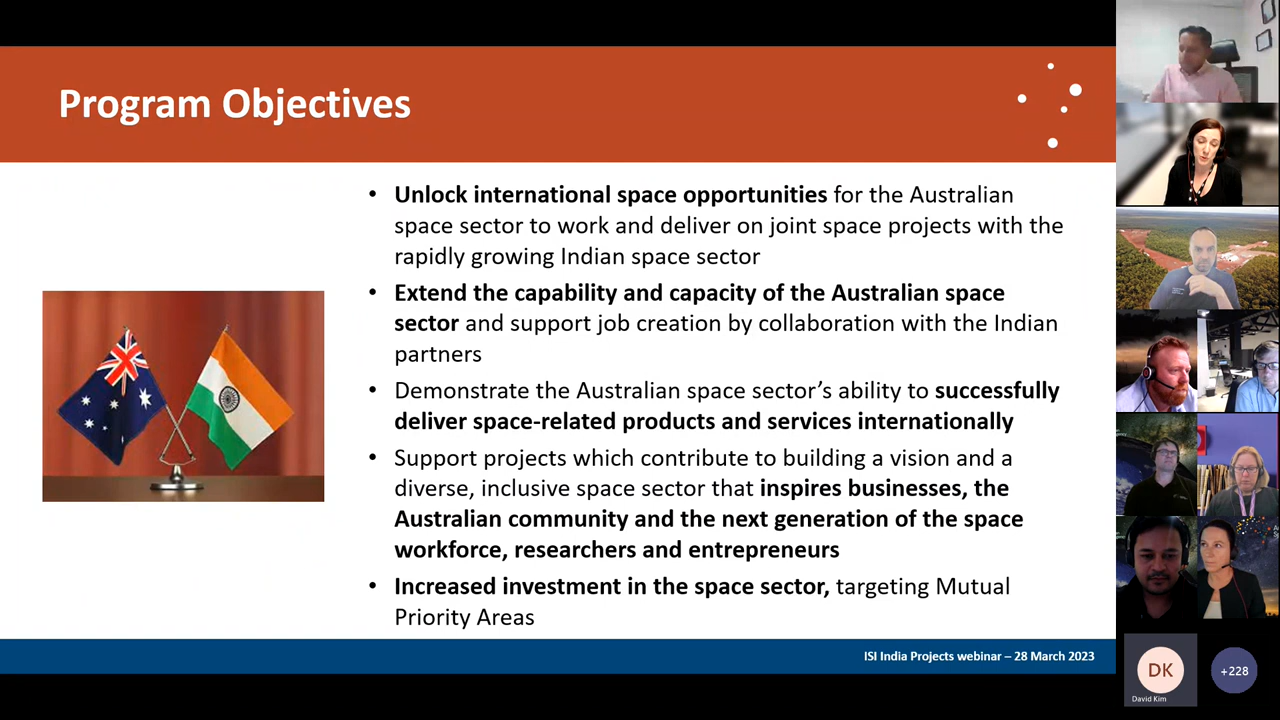 Program Objectives
• Unlock international space opportunities for the Australian
space sector to work and deliver on joint space projects with the
rapidly growing Indian space sector
• Extend the capability and capacity of the Australian space
sector and support job creation by collaboration with the Indian
partners
• Demonstrate the Australian space sector’s ability to successfully
deliver space-related products and services internationally
• Support projects which contribute to building a vision and a
diverse, inclusive space sector that inspires businesses, the
Australian community and the next generation of the space
workforce, researchers and entrepreneurs
• Increased investment in the space sector, targeting Mutual
Priority Areas
ISI India Projects webinar – 28 March 2023
DK
David Kim
+228